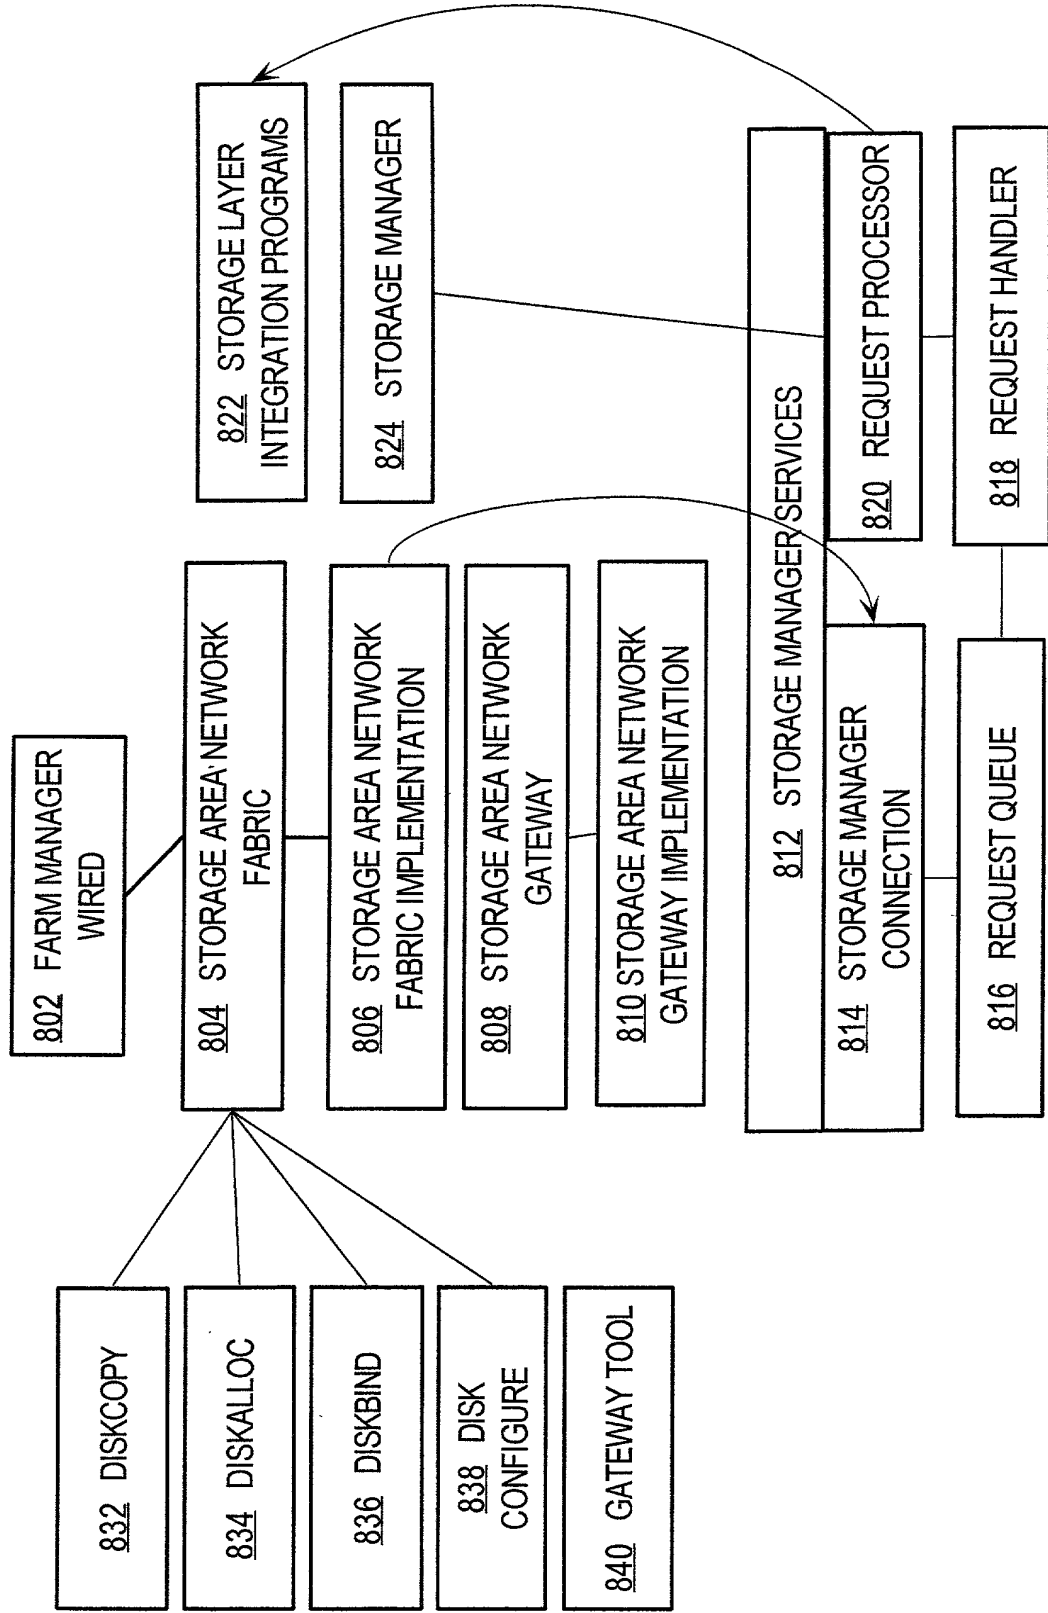 802 FARM MANAGER
WIRED
804 STORAGE AREA NETWORK
FABRIC
806 STORAGE AREA NETWORK
FABRIC IMPLEMENTATION
808 STORAGE AREA NETWORK
GATEWAY
810 STORAGE AREA NETWORK
GATEWAY IMPLEMENTATION
822 STORAGE LAYER
INTEGRATION PROGRAMS
824 STORAGE MANAGER
832 DISKCOPY
834 DISKALLOC
836 DISKBIND
838 DISK
CONFIGURE
840 GATEWAY TOOL
812 STORAGE MANAGER SERVICES
814 STORAGE MANAGER
CONNECTION
820 REQUEST PROCESSOR
816 REQUEST QUEUE
818 REQUEST HANDLER